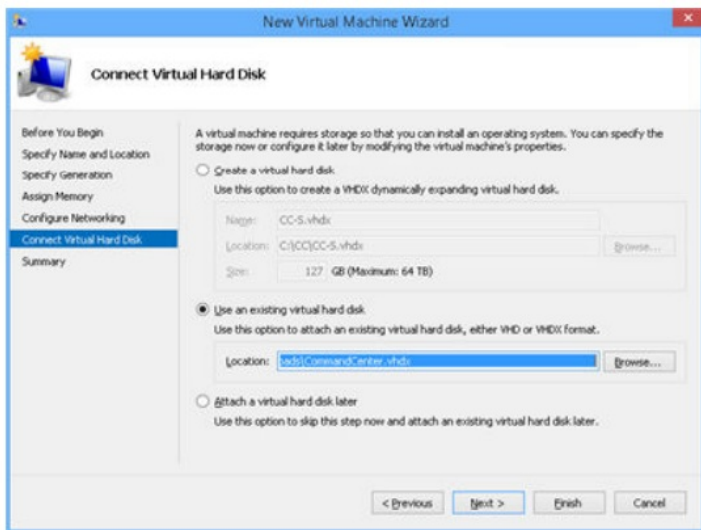 New Virtual Machine Wizard
Connect Virtual Hard Disk
Before You Begin
Specify Name and Location
Specify Generation
Assign Memory
Configure Networking
Connect Virtual Hard Disk
Summary
A virtual machine requires storage so that you can install an operating system. You can specify the
storage now or configure it later by modifying the virtual machine's properties.
Create a virtual hard disk
Use this option to create a VHDX dynamically expanding virtual hard disk.
Name: CC-S.vhdx
Location: C:\CC\CC-S.vhdx Browse...
Size: 127 GB (Maximum: 64 TB)
Use an existing virtual hard disk
Use this option to attach an existing virtual hard disk, either VHD or VHDX format.
Location: ads\CommandCenter.vhdx Browse...
Attach a virtual hard disk later
Use this option to skip this step now and attach an existing virtual hard disk later.
< Previous Next > Finish Cancel